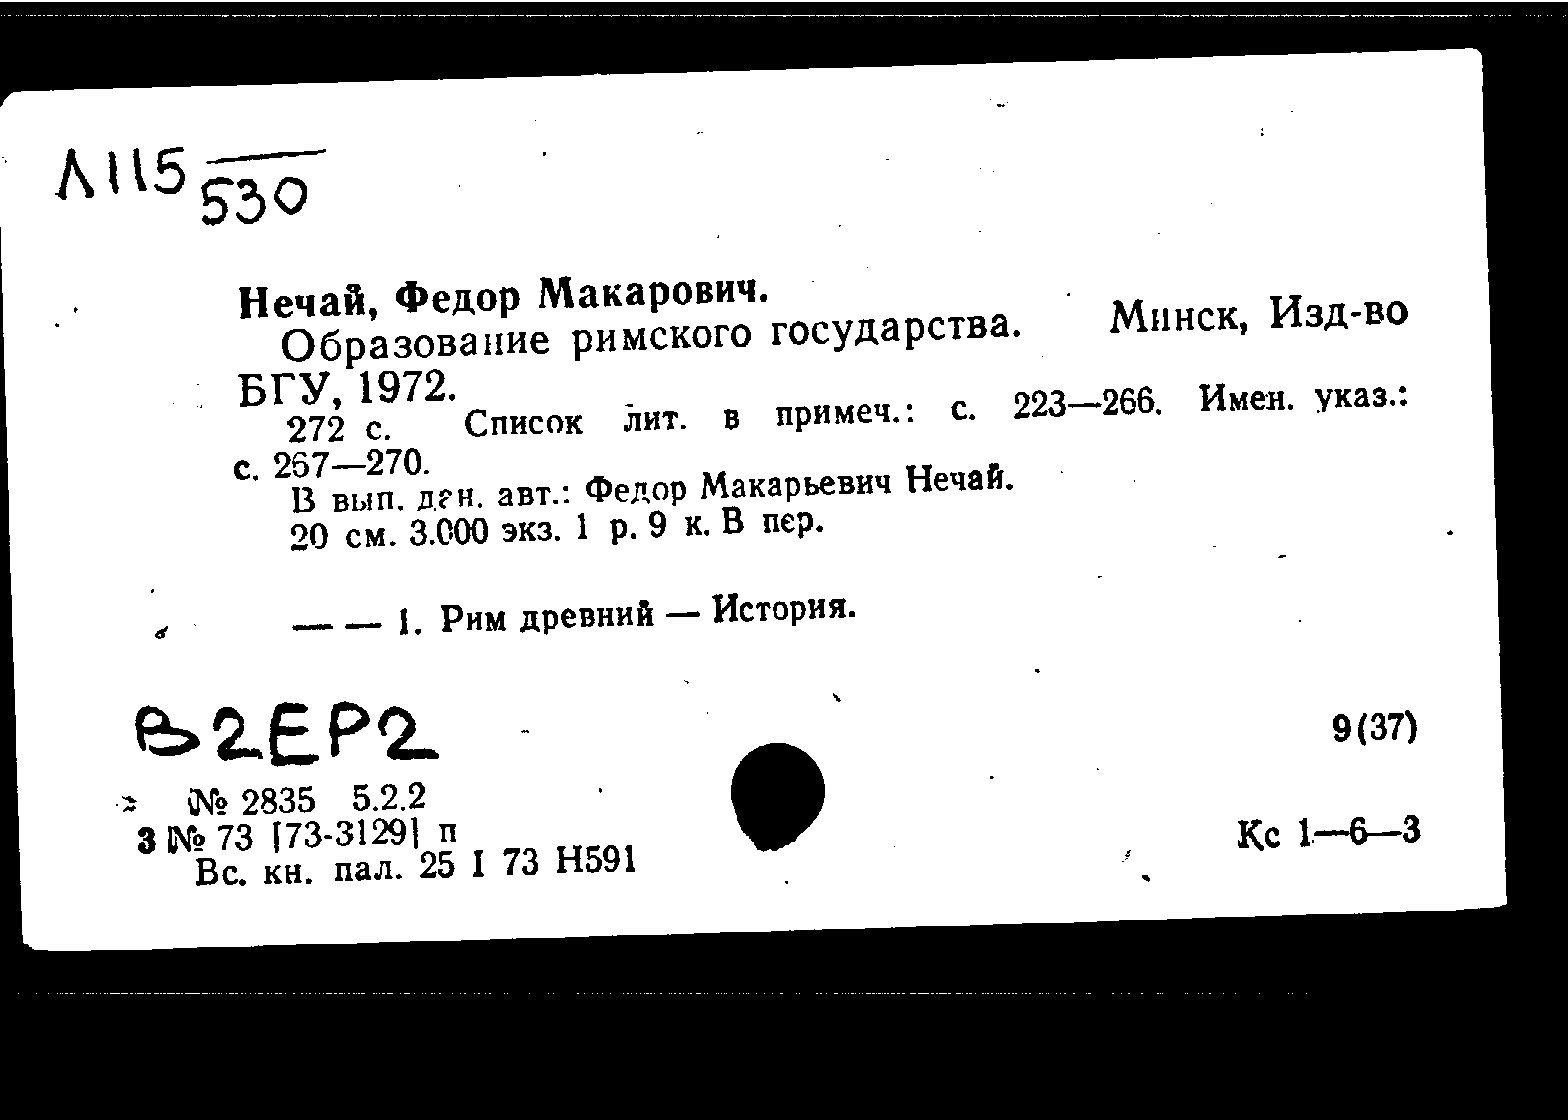 Л115 530
Нечай, Федор Макарович.
Образование римского государства. Минск, Изд-во
БГУ, 1972.
272 с. Список лит. в примеч.: с. 223—266. Имен. указ.:
с. 267—270.
В вып. дан. авт.: Федор Макарьевич Нечай.
20 см. 3.000 экз. 1 р. 9 к. В пер.
— — 1. Рим древний — История.
В2ЕР2
9(37)
№ 2835 5.2.2
3 № 73 [73-3129] п
Кс 1—6—3
Вс. кн. пал. 25 I 73 Н591